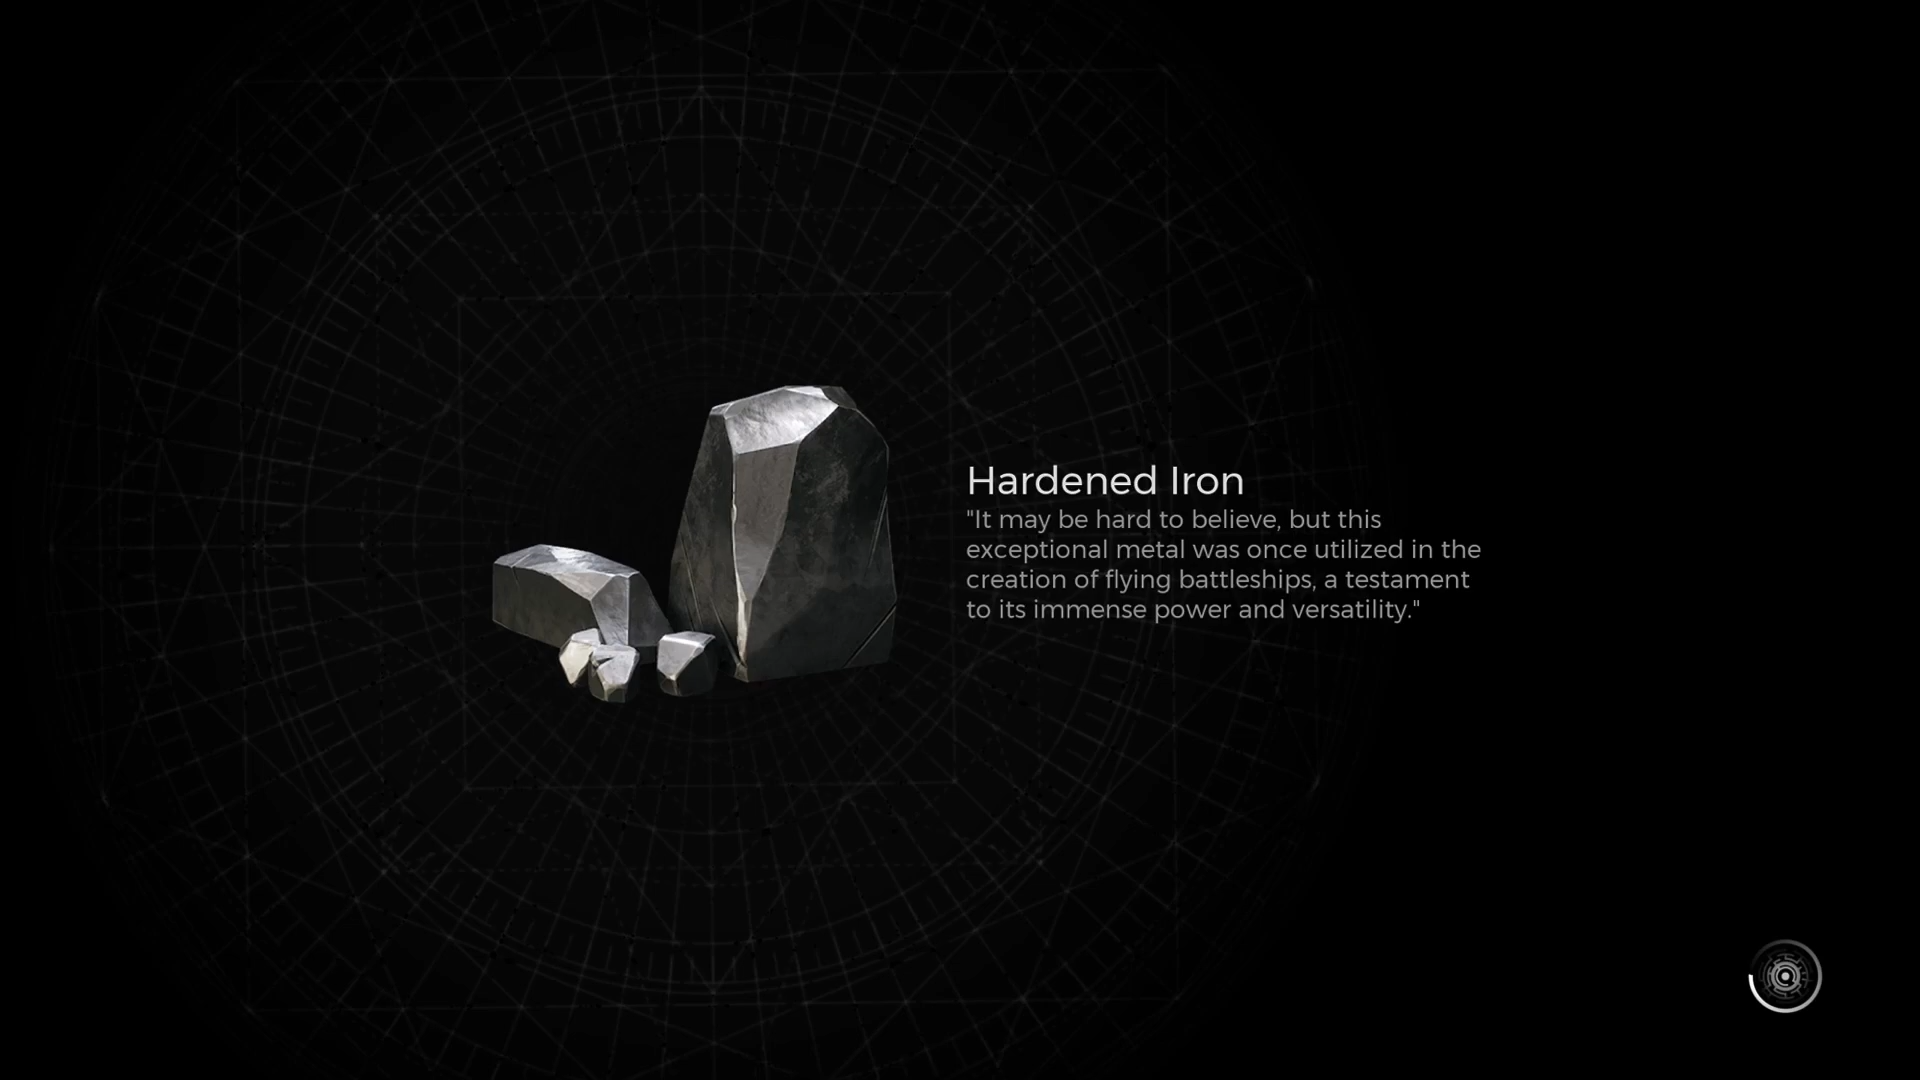 Hardened Iron
"It may be hard to believe, but this
exceptional metal was once utilized in the
creation of flying battleships, a testament
to its immense power and versatility."